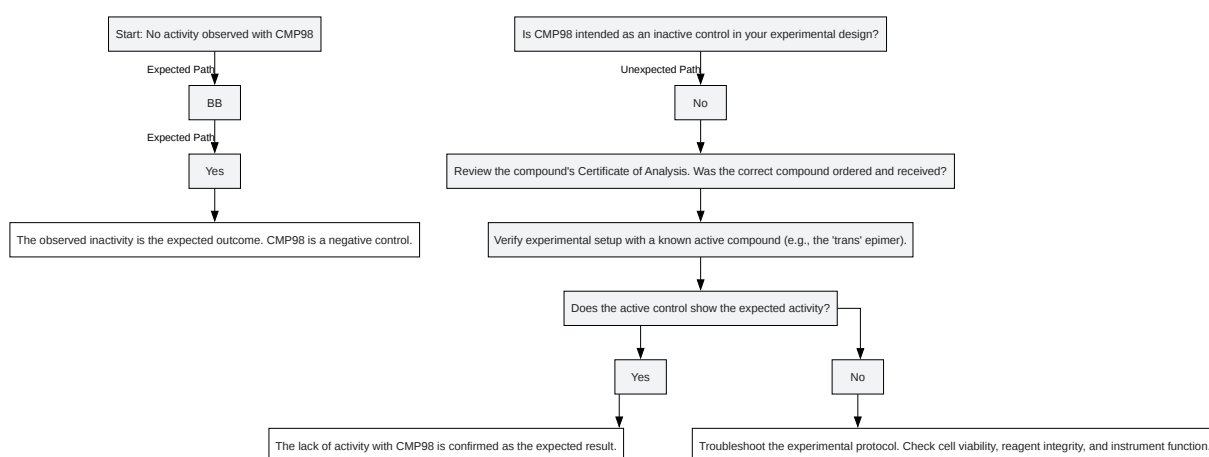 Start: No activity observed with CMP98
Expected Path
BB
Expected Path
Yes
The observed inactivity is the expected outcome. CMP98 is a negative control.
Is CMP98 intended as an inactive control in your experimental design?
Unexpected Path
No
Review the compound's Certificate of Analysis. Was the correct compound ordered and received?
Verify experimental setup with a known active compound (e.g., the 'trans' epimer).
Does the active control show the expected activity?
Yes
No
The lack of activity with CMP98 is confirmed as the expected result.
Troubleshoot the experimental protocol. Check cell viability, reagent integrity, and instrument function.